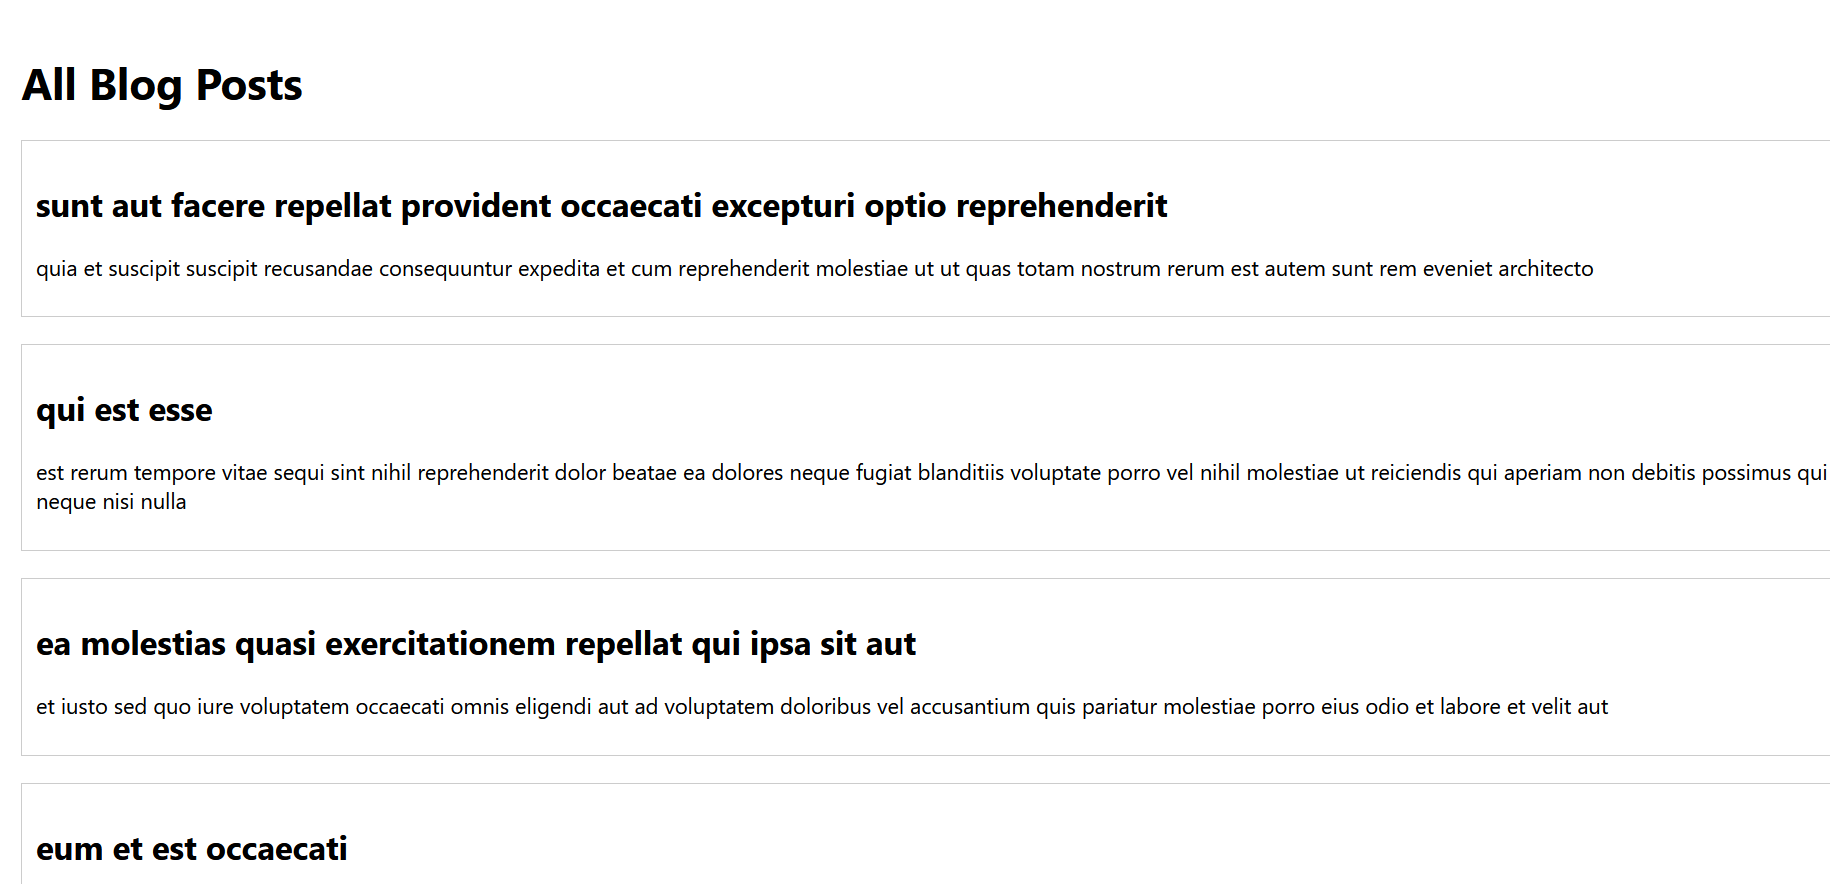 All Blog Posts
sunt aut facere repellat provident occaecati excepturi optio reprehenderit
quia et suscipit suscipit recusandae consequuntur expedita et cum reprehenderit molestiae ut ut quas totam nostrum rerum est autem sunt rem eveniet architecto
qui est esse
est rerum tempore vitae sequi sint nihil reprehenderit dolor beatae ea dolores neque fugiat blanditiis voluptate porro vel nihil molestiae ut reiciendis qui aperiam non debitis possimus qui
neque nisi nulla
ea molestias quasi exercitationem repellat qui ipsa sit aut
et iusto sed quo iure voluptatem occaecati omnis eligendi aut ad voluptatem doloribus vel accusantium quis pariatur molestiae porro eius odio et labore et velit aut
eum et est occaecati